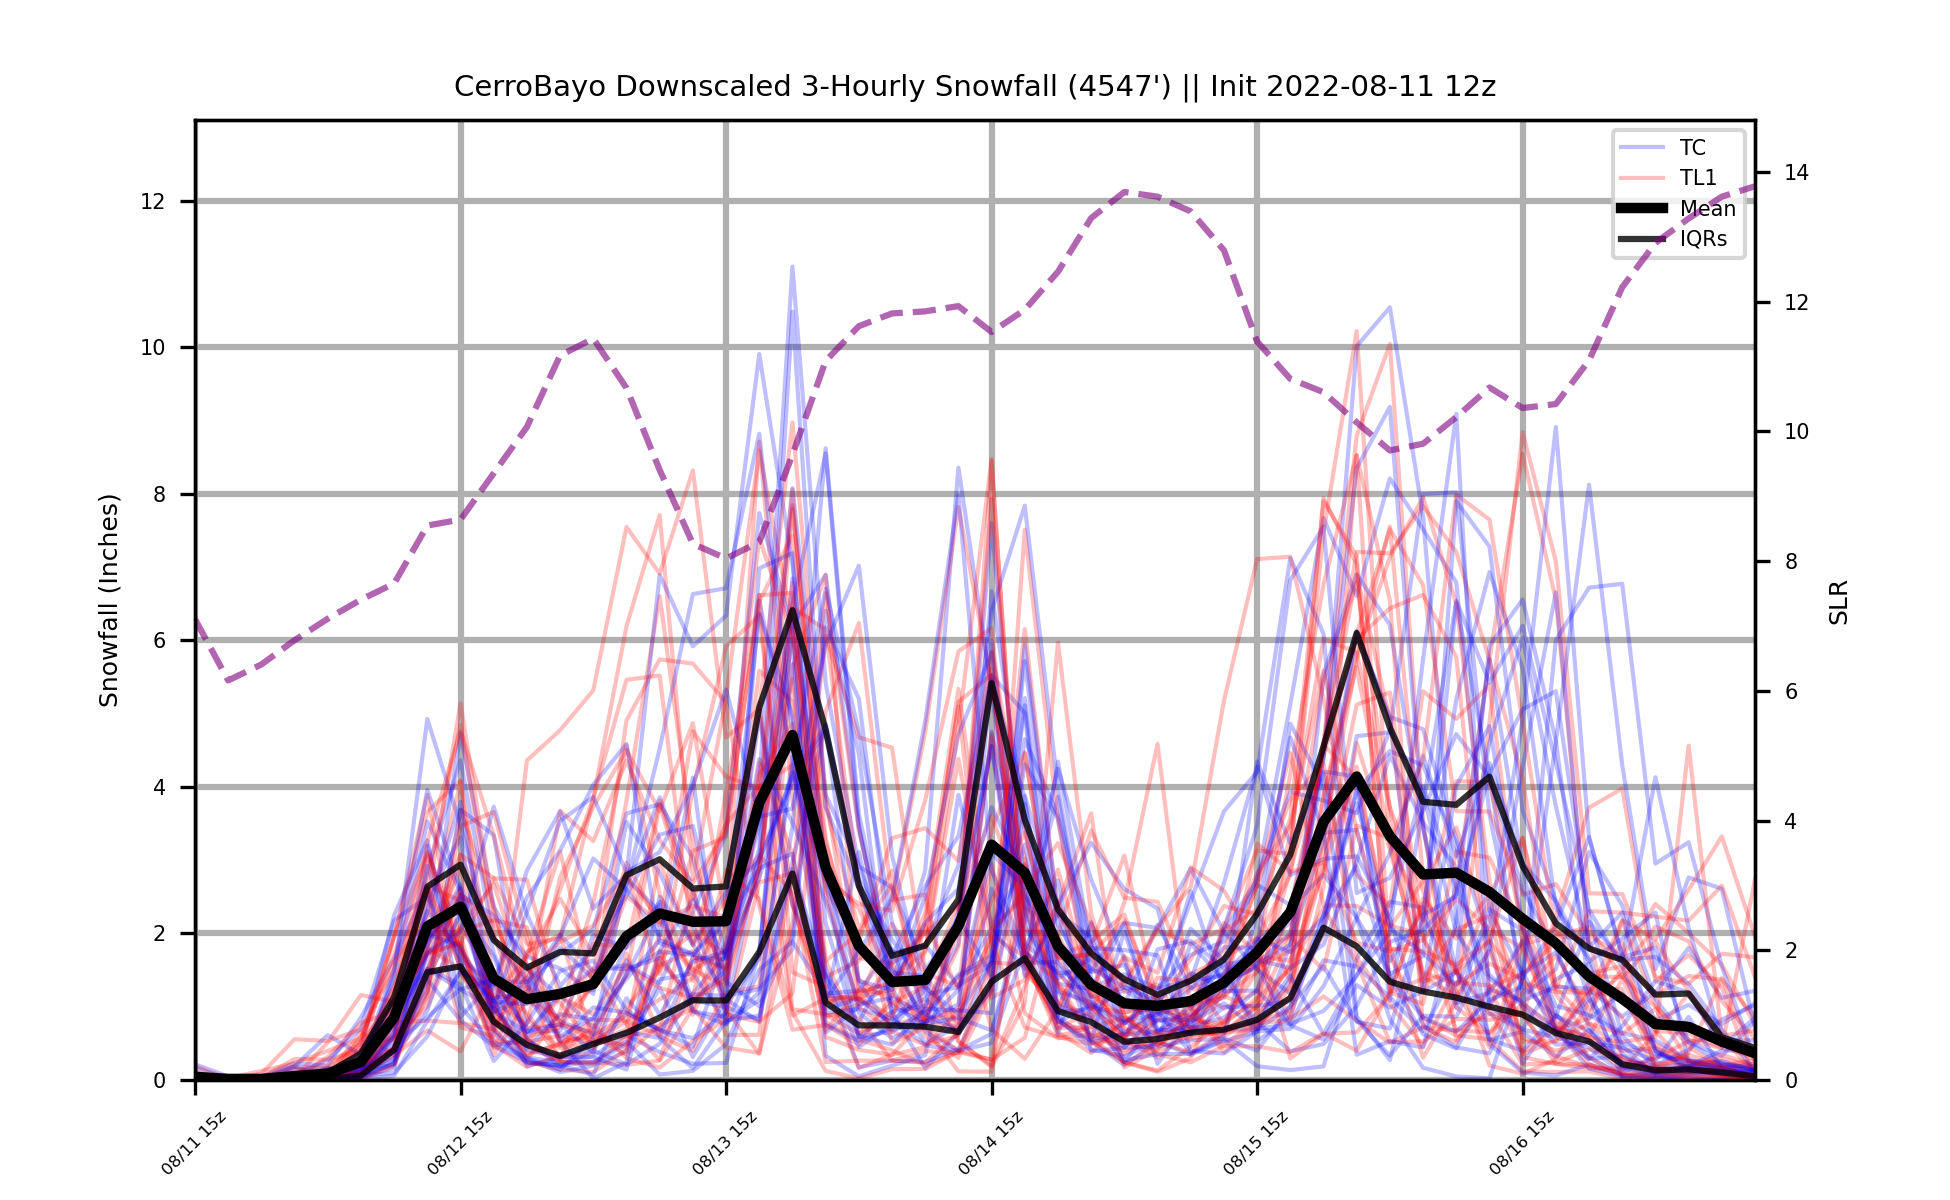 CerroBayo Downscaled 3-Hourly Snowfall (4547') || Init 2022-08-11 12z
TC
TL1
Mean
IQRs
Snowfall (Inches)
12
10
8
6
4
2
0
SLR
14
12
10
8
6
4
2
0
08/11 15z
08/12 15z
08/13 15z
08/14 15z
08/15 15z
08/16 15z